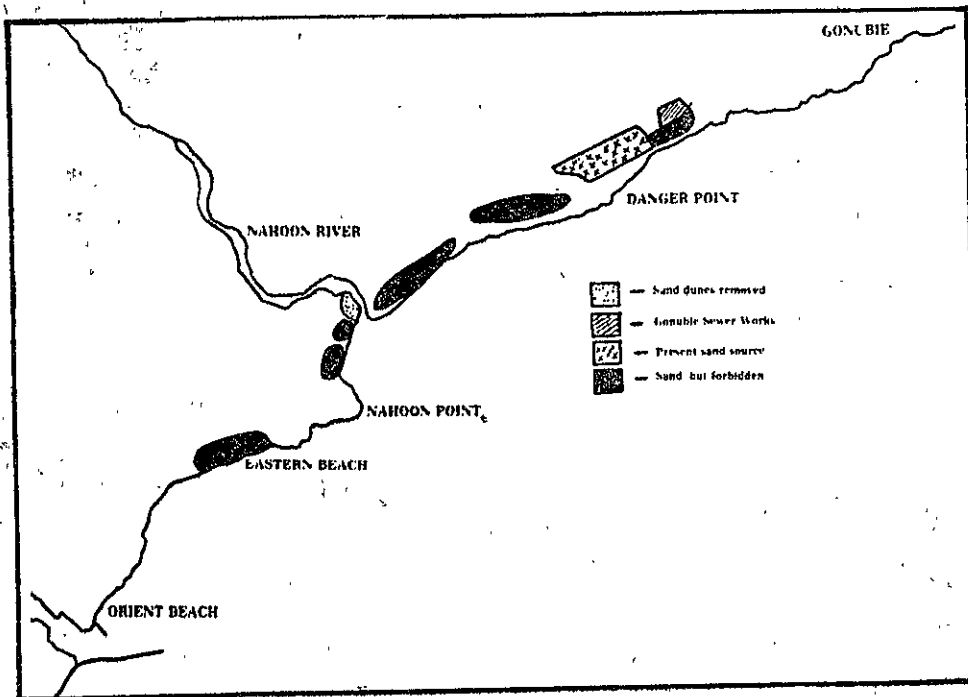 GONUBIE
DANGER POINT
NAHOON RIVER
Sand dunes removed
Gonubie Sewer Works
Present sand source
Sand but forbidden
NAHOON POINT
EASTERN BEACH
ORIENT BEACH